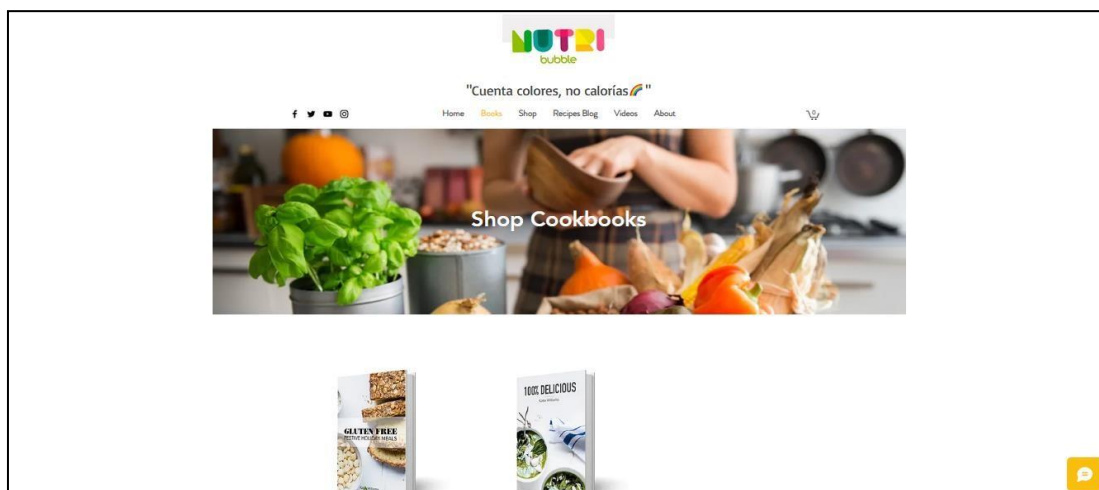 NUTRI
bubble
"Cuenta colores, no calorías🌈"
Home Books Shop Recipes Blog Videos About
0
Shop Cookbooks
GLUTEN FREE
FESTIVE HOLIDAY MEALS
100% DELICIOUS